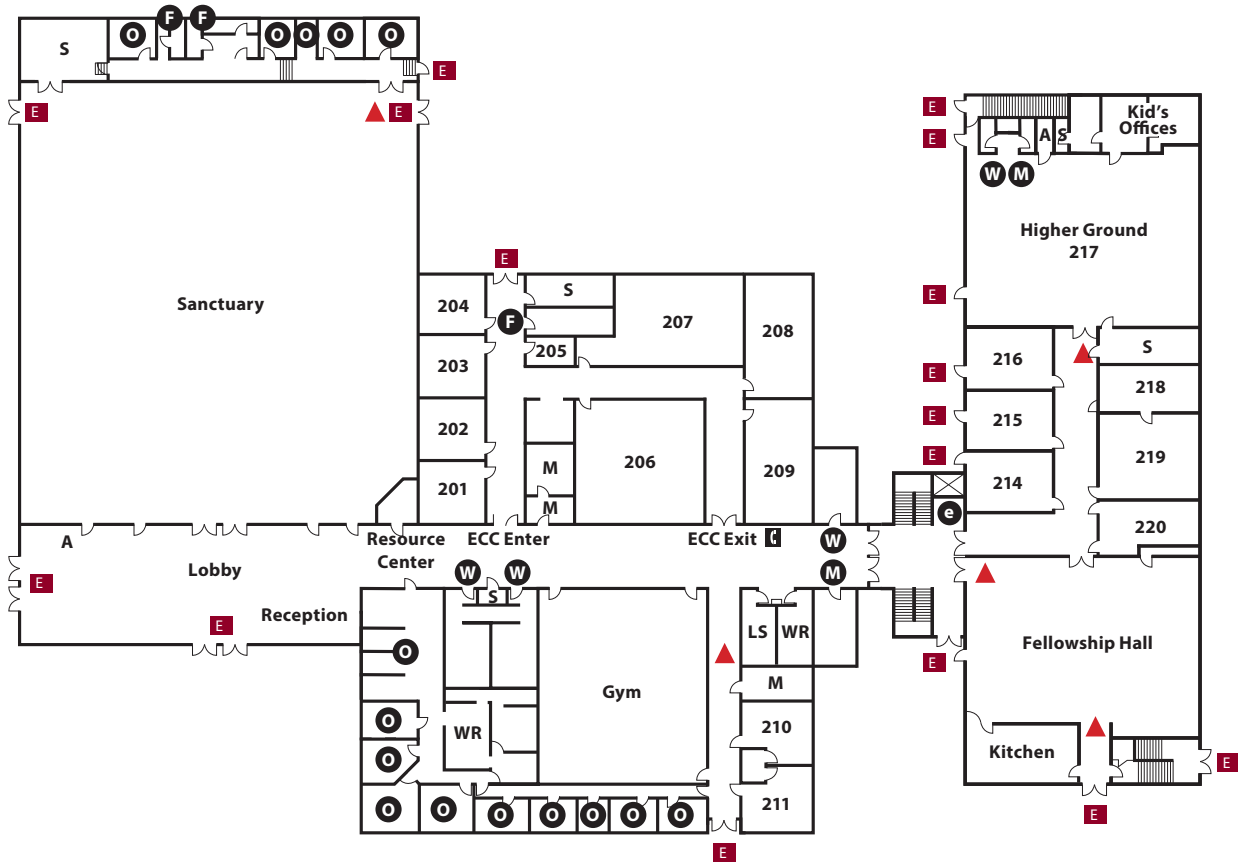 F F
O O O O
S
E
E E
E
Kid's
Offices
A S
E
W M
Higher Ground
217
E
S
204
207
208
Sanctuary
E
F
205
203
216
S
E
218
202
215
E
206
209
219
M
E
201
214
M
e
220
A
Resource
Center
ECC Enter
ECC Exit
W
Lobby
W W
M
E
S
Reception
E
LS WR
Fellowship Hall
O
E
Gym
M
O
WR
210
Kitchen
O
E
O O O O O O O
211
E
E